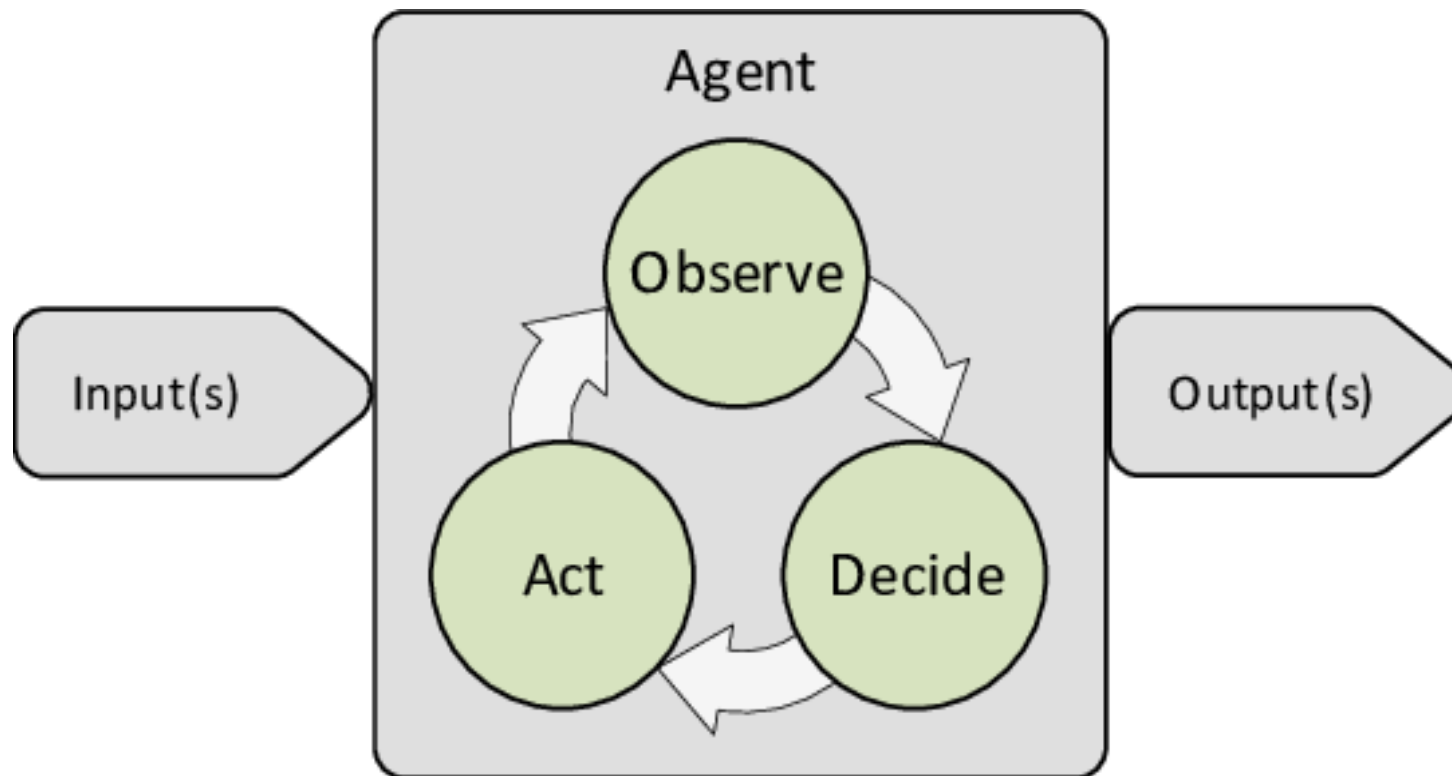 Agent
Observe
Input(s)
Output(s)
Act
Decide